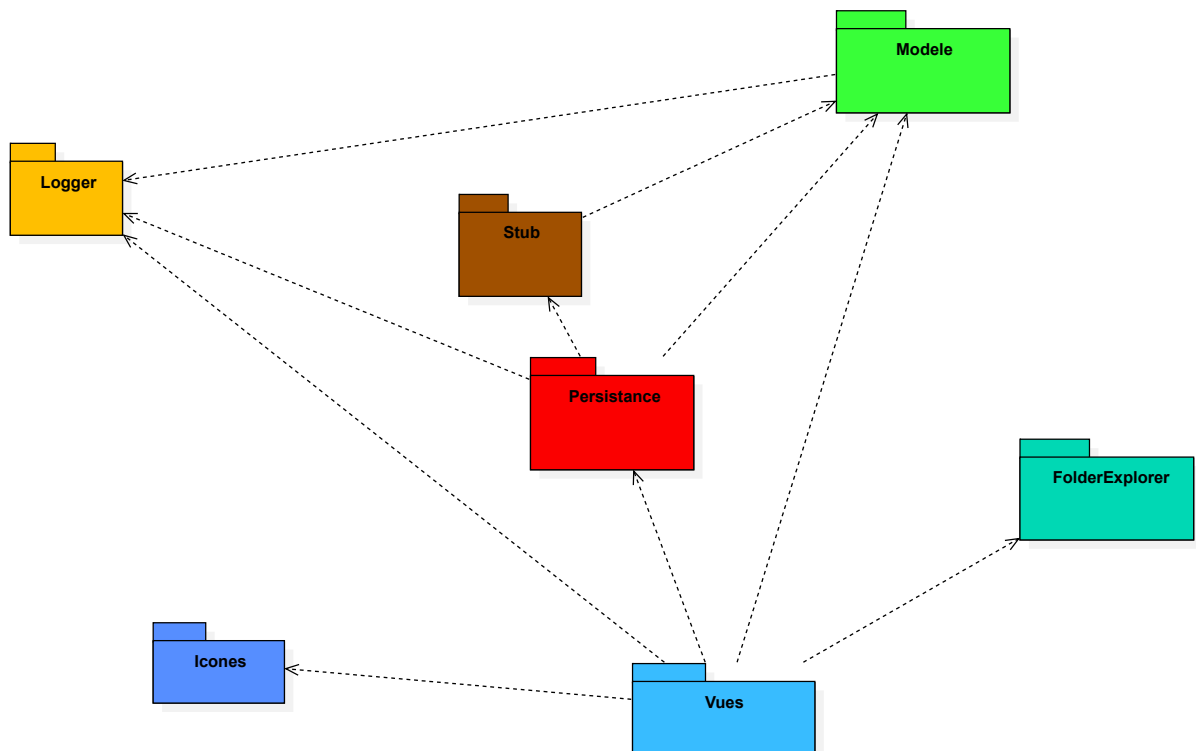 Modele
Logger
Stub
Persistance
FolderExplorer
Icones
Vues